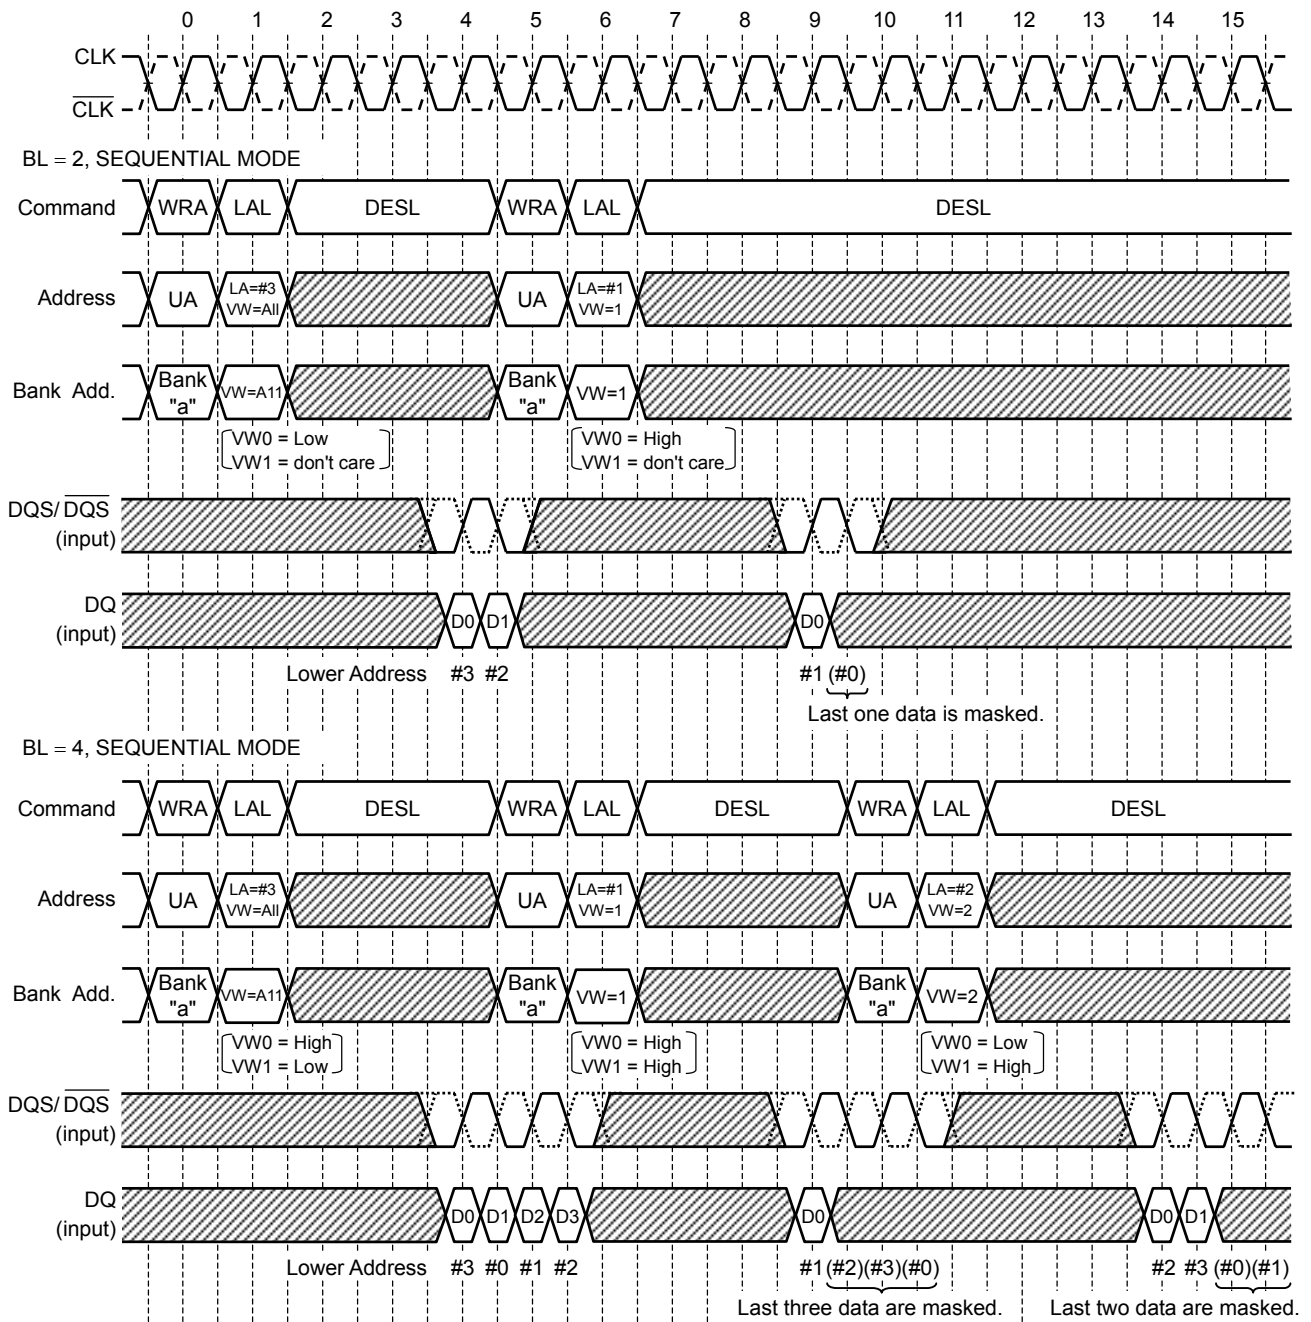 0 1 2 3 4 5 6 7 8 9 10 11 12 13 14 15
CLK
CLK
BL = 2, SEQUENTIAL MODE
Command WRA LAL DESL WRA LAL DESL
Address UA LA=#3 VW=All UA LA=#1 VW=1
Bank Add. Bank "a" VW=A11 Bank "a" VW=1
VW0 = Low VW0 = High
VW1 = don't care VW1 = don't care
DQS/DQS
(input)
DQ D0 D1 D0
(input)
Lower Address #3 #2 #1 (#0)
Last one data is masked.
BL = 4, SEQUENTIAL MODE
Command WRA LAL DESL WRA LAL DESL WRA LAL DESL
Address UA LA=#3 VW=All UA LA=#1 VW=1 UA LA=#2 VW=2
Bank Add. Bank "a" VW=A11 Bank "a" VW=1 Bank "a" VW=2
VW0 = High VW0 = High VW0 = Low
VW1 = Low VW1 = High VW1 = High
DQS/DQS
(input)
DQ D0 D1 D2 D3 D0 D0 D1
(input)
Lower Address #3 #0 #1 #2 #1 (#2)(#3)(#0) #2 #3 (#0)(#1)
Last three data are masked. Last two data are masked.